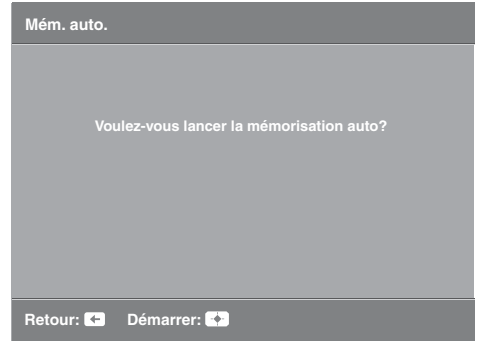 Mém. auto.
Voulez-vous lancer la mémorisation auto?
Retour: Démarrer: